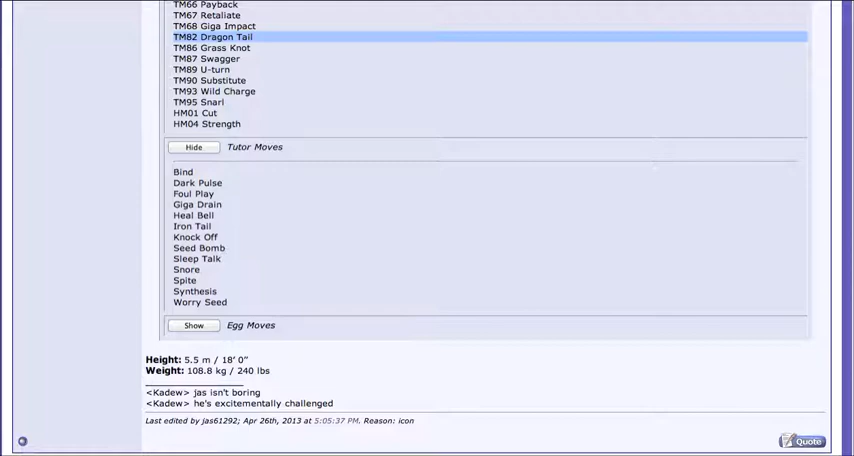 TM66 Payback
TM67 Retaliate
TM68 Giga Impact
TM82 Dragon Tail
TM86 Grass Knot
TM87 Swagger
TM89 U-turn
TM90 Substitute
TM93 Wild Charge
TM95 Snarl
HM01 Cut
HM04 Strength
Hide Tutor Moves
Bind
Dark Pulse
Foul Play
Giga Drain
Heal Bell
Iron Tail
Knock Off
Seed Bomb
Sleep Talk
Snore
Spite
Synthesis
Worry Seed
Show Egg Moves
Height: 5.5 m / 18' 0"
Weight: 108.8 kg / 240 lbs
<Kadew> jas isn't boring
<Kadew> he's excitementally challenged
Last edited by jas61292; Apr 26th, 2013 at 5:05:37 PM. Reason: icon
Quote